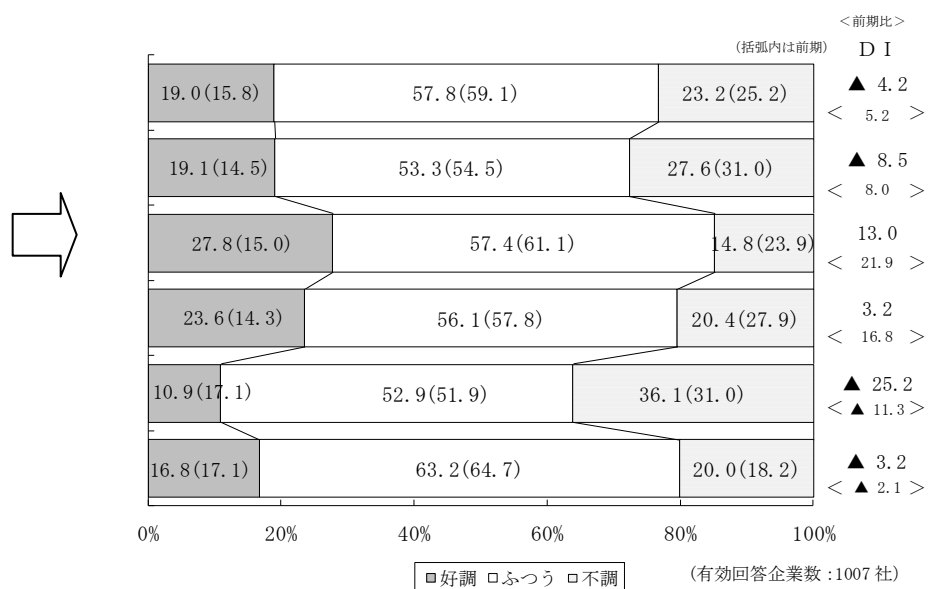 ＜前期比＞
(括弧内は前期) ＤＩ
19.0(15.8) 57.8(59.1) 23.2(25.2) ▲ 4.2
＜ 5.2 ＞
19.1(14.5) 53.3(54.5) 27.6(31.0) ▲ 8.5
＜ 8.0 ＞
27.8(15.0) 57.4(61.1) 14.8(23.9) 13.0
＜ 21.9 ＞
23.6(14.3) 56.1(57.8) 20.4(27.9) 3.2
＜ 16.8 ＞
10.9(17.1) 52.9(51.9) 36.1(31.0) ▲ 25.2
＜ ▲ 11.3 ＞
16.8(17.1) 63.2(64.7) 20.0(18.2) ▲ 3.2
＜ ▲ 2.1 ＞
0% 20% 40% 60% 80% 100%
好調 ふつう 不調 (有効回答企業数:1007 社)